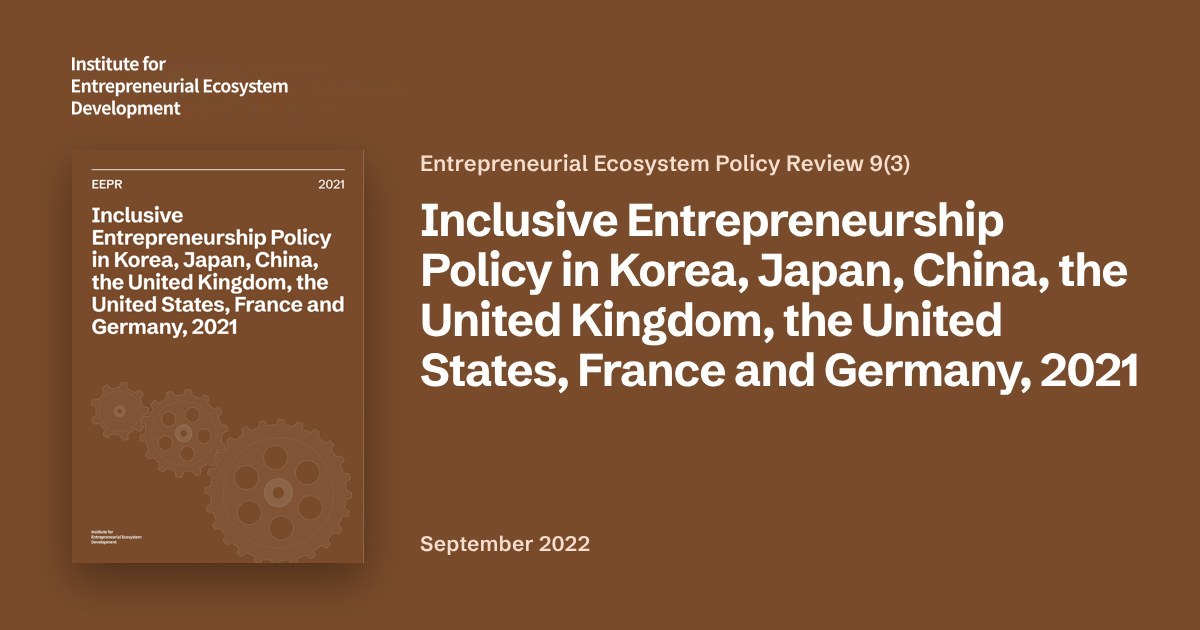 Institute for
Entrepreneurial Ecosystem
Development
EEPR 2021
Inclusive
Entrepreneurship Policy
in Korea, Japan, China,
the United Kingdom, the
United States, France and
Germany, 2021
Institute for
Entrepreneurial Ecosystem
Development
Entrepreneurial Ecosystem Policy Review 9(3)
Inclusive Entrepreneurship
Policy in Korea, Japan, China, the
United Kingdom, the United
States, France and Germany, 2021
September 2022